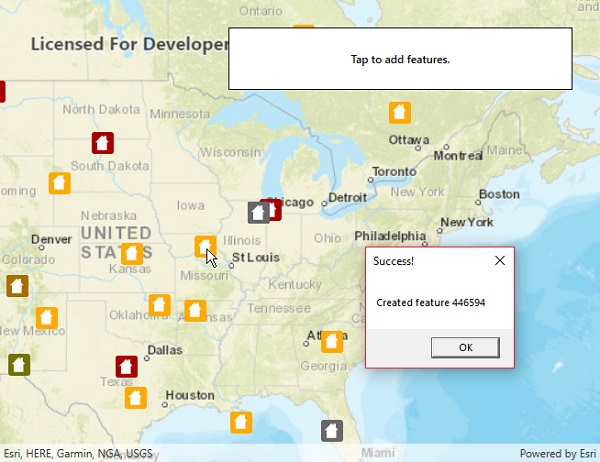 Ontario
Licensed For Developer
Tap to add features.
North Dakota
Minnesota
Ottawa
Montreal
Maine
Wisconsin
South Dakota
Toronto
oming
New York
Boston
Iowa
Chicago
Detroit
Nebraska
New York
UNITED
STATES
Illinois
Ohio
Philadelphia
Denver
Colorado
Kansas
St Louis
Missouri
Success!
Kentucky
Created feature 446594
Oklahoma
Arkansas
Tennessee
New Mexico
Atlanta
OK
Dallas
Georgia
Texas
Houston
Miami
Esri, HERE, Garmin, NGA, USGS
Powered by Esri